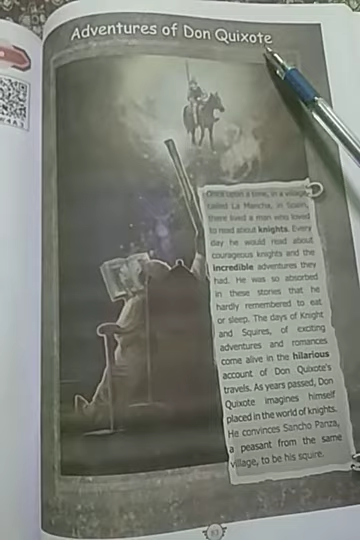 Adventures of Don Quixote
Once upon a time, in a village
called La Mancha, in Spain,
there lived a man who loved
to read about knights. Every
day he would read about
courageous knights and the
incredible adventures they
had. He was so absorbed
in these stories that he
hardly remembered to eat
or sleep. The days of Knight
and Squires, of exciting
adventures and romances
come alive in the hilarious
account of Don Quixote's
travels. As years passed, Don
Quixote imagines himself
placed in the world of knights.
He convinces Sancho Panza,
a peasant from the same
village, to be his squire.